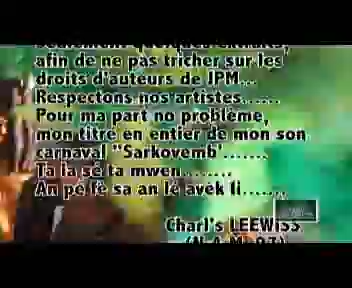 afin de ne pas tricher sur les
droits d'auteurs de JPM...
Respectons nos artistes......
Pour ma part no problème,
mon titre en entier de mon son
carnaval "Sarkovemb'.......
Ta la sé ta mwen........
An pé fè sa an lé avèk li.......
Charl's LEEWiSS